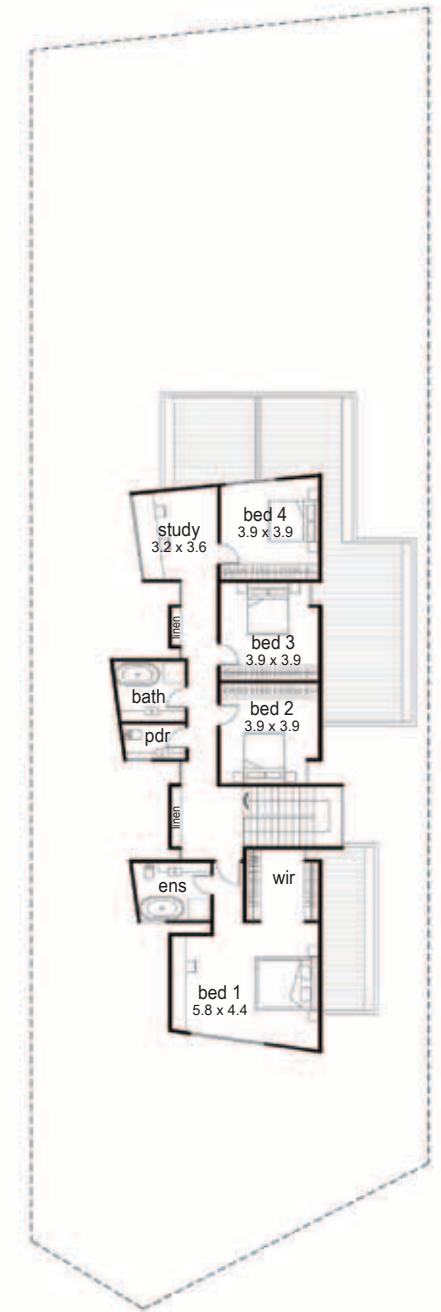 study
3.2 x 3.6
bed 4
3.9 x 3.9
linen
bed 3
3.9 x 3.9
bath
bed 2
3.9 x 3.9
pdr
linen
ens
wir
bed 1
5.8 x 4.4